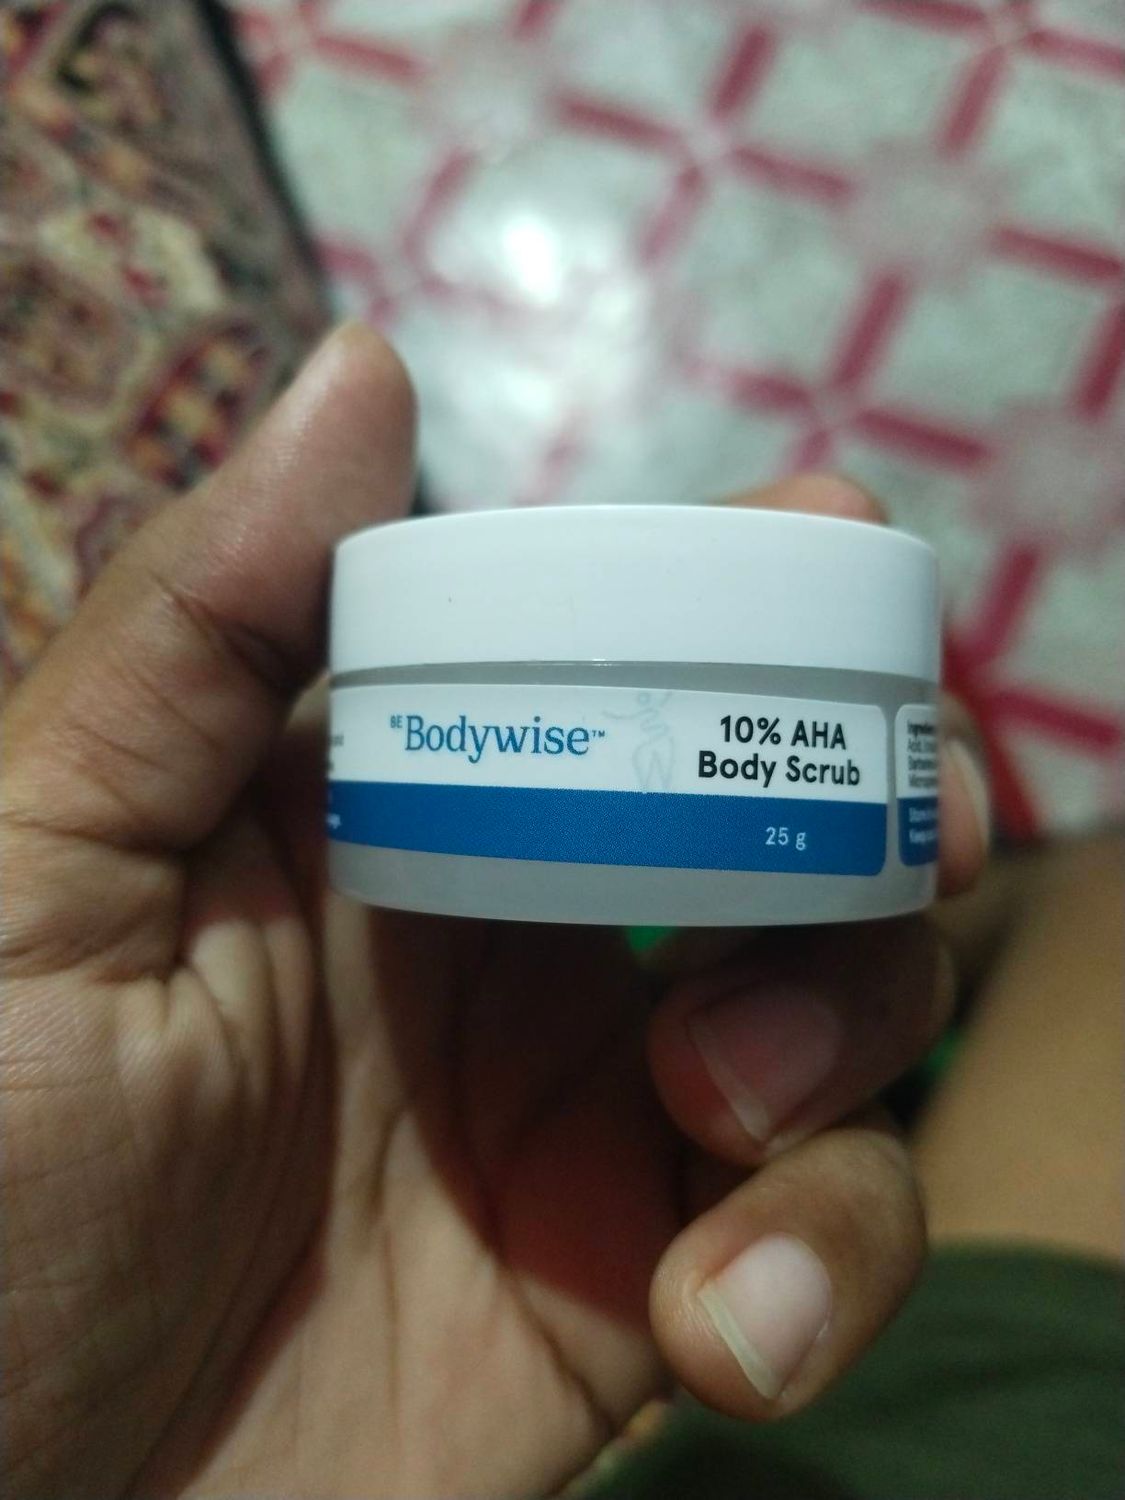 BE Bodywise™
10% AHA
Body Scrub
25 g